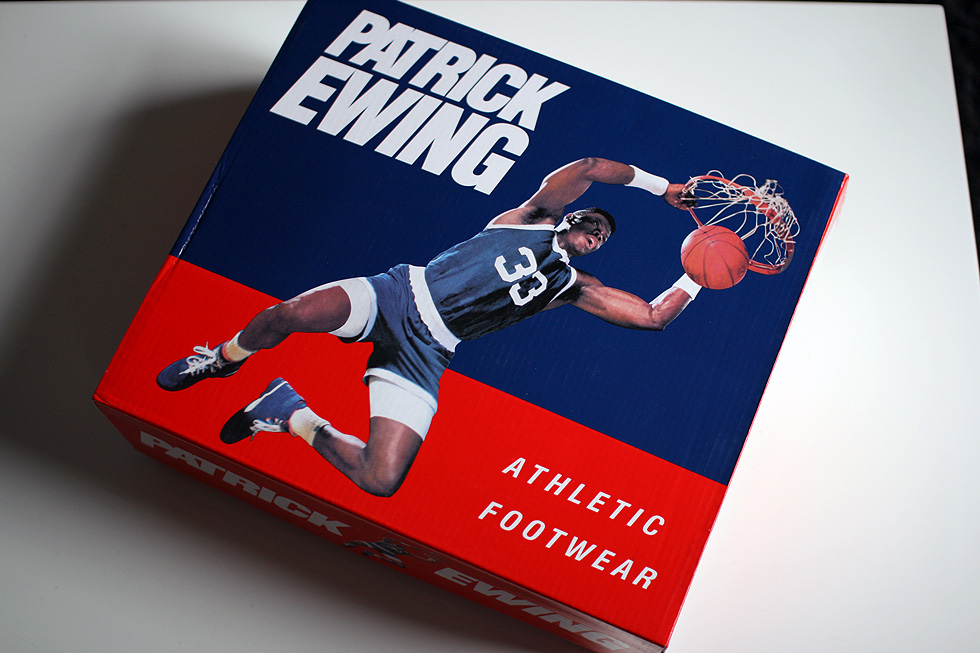 PATRICK
EWING
33
ATHLETIC
FOOTWEAR
PATRICK EWING